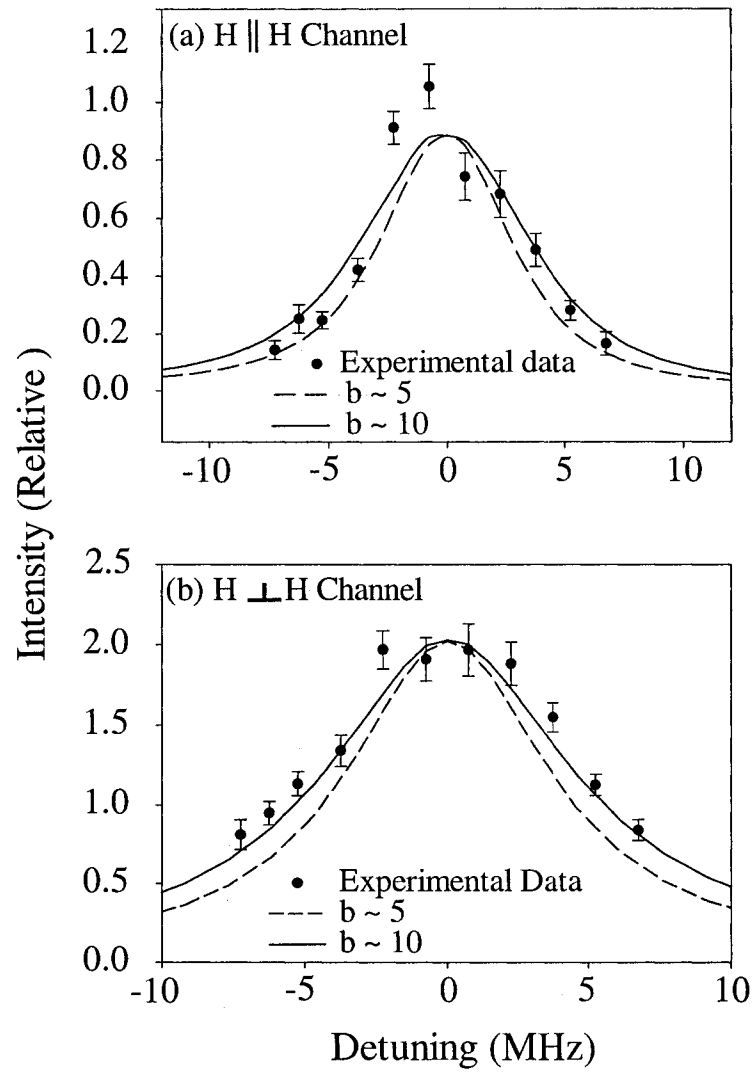 Intensity (Relative )
(a) H || H Channel
1.2
1.0
0.8
0.6
0.4
0.2
0.0
Experimental data
b ~ 5
b ~ 10
-10 -5 0 5 10
(b) H ⊥ H Channel
2.5
2.0
1.5
1.0
0.5
0.0
Experimental Data
b ~ 5
b ~ 10
-10 -5 0 5 10
Detuning (MHz)